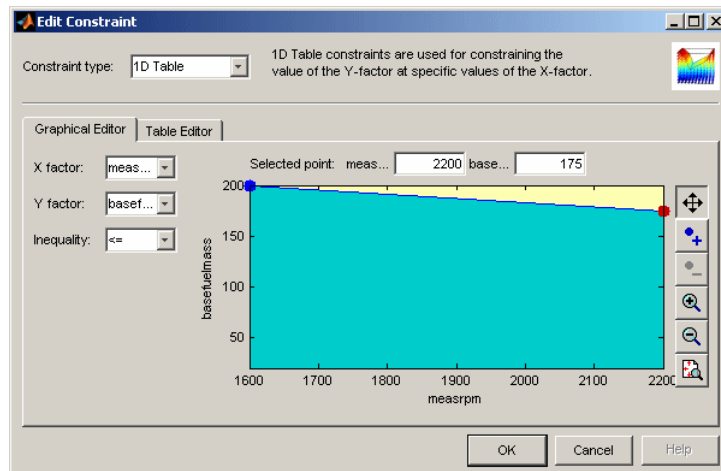 Edit Constraint
Constraint type: 1D Table
1D Table constraints are used for constraining the
value of the Y-factor at specific values of the X-factor.
Graphical Editor Table Editor
X factor: meas...
Y factor: basef...
Inequality: <=
Selected point: meas... 2200 base... 175
200
150
100
50
basefuelmass
1600 1700 1800 1900 2000 2100 2200
measrpm
OK Cancel Help